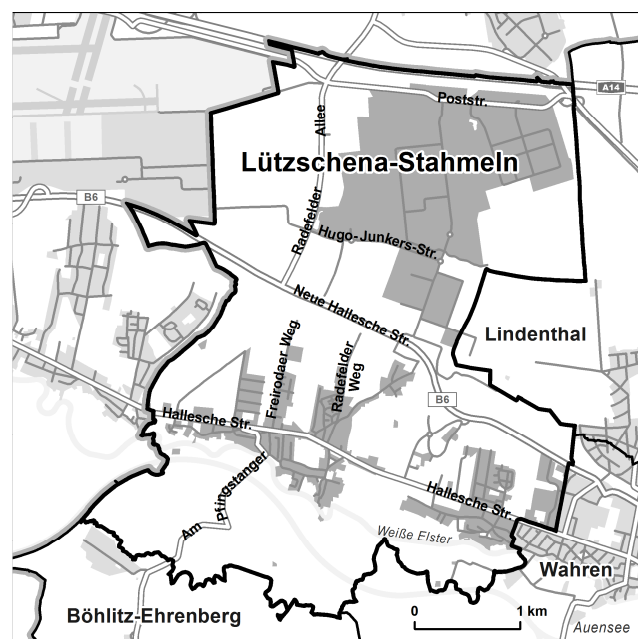 A14
Poststr.
Allee
Lützschena-Stahmeln
B6
Radefelder
Hugo-Junkers-Str.
Neue Hallesche Str.
Lindenthal
Freirodaer Weg
Radefelder
Weg
B6
Hallesche Str.
Pfingstanger
Am
Hallesche Str.
Weiße Elster
Wahren
Böhlitz-Ehrenberg
0 1 km
Auensee